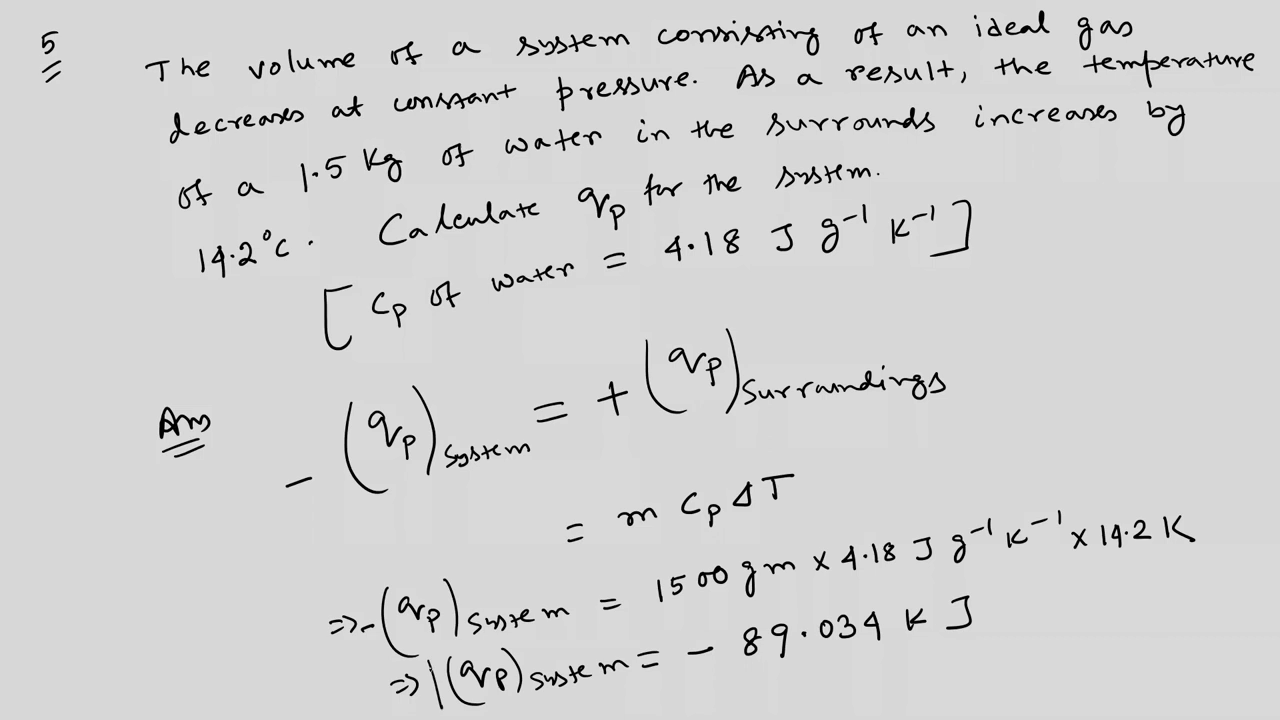 5
The volume of a system consisting of an ideal gas
decreases at constant pressure. As a result, the temperature
of a 1.5 Kg of water in the surrounds increases by
14.2°C. Calculate qp for the system.
[ Cp of water = 4.18 J g⁻¹ K⁻¹ ]
Ans - (qp)system = + (qp)surroundings
= m Cp ΔT
⇒ - (qp)system = 1500 gm × 4.18 J g⁻¹ K⁻¹ × 14.2 K
⇒ |(qp)system = - 89.034 KJ